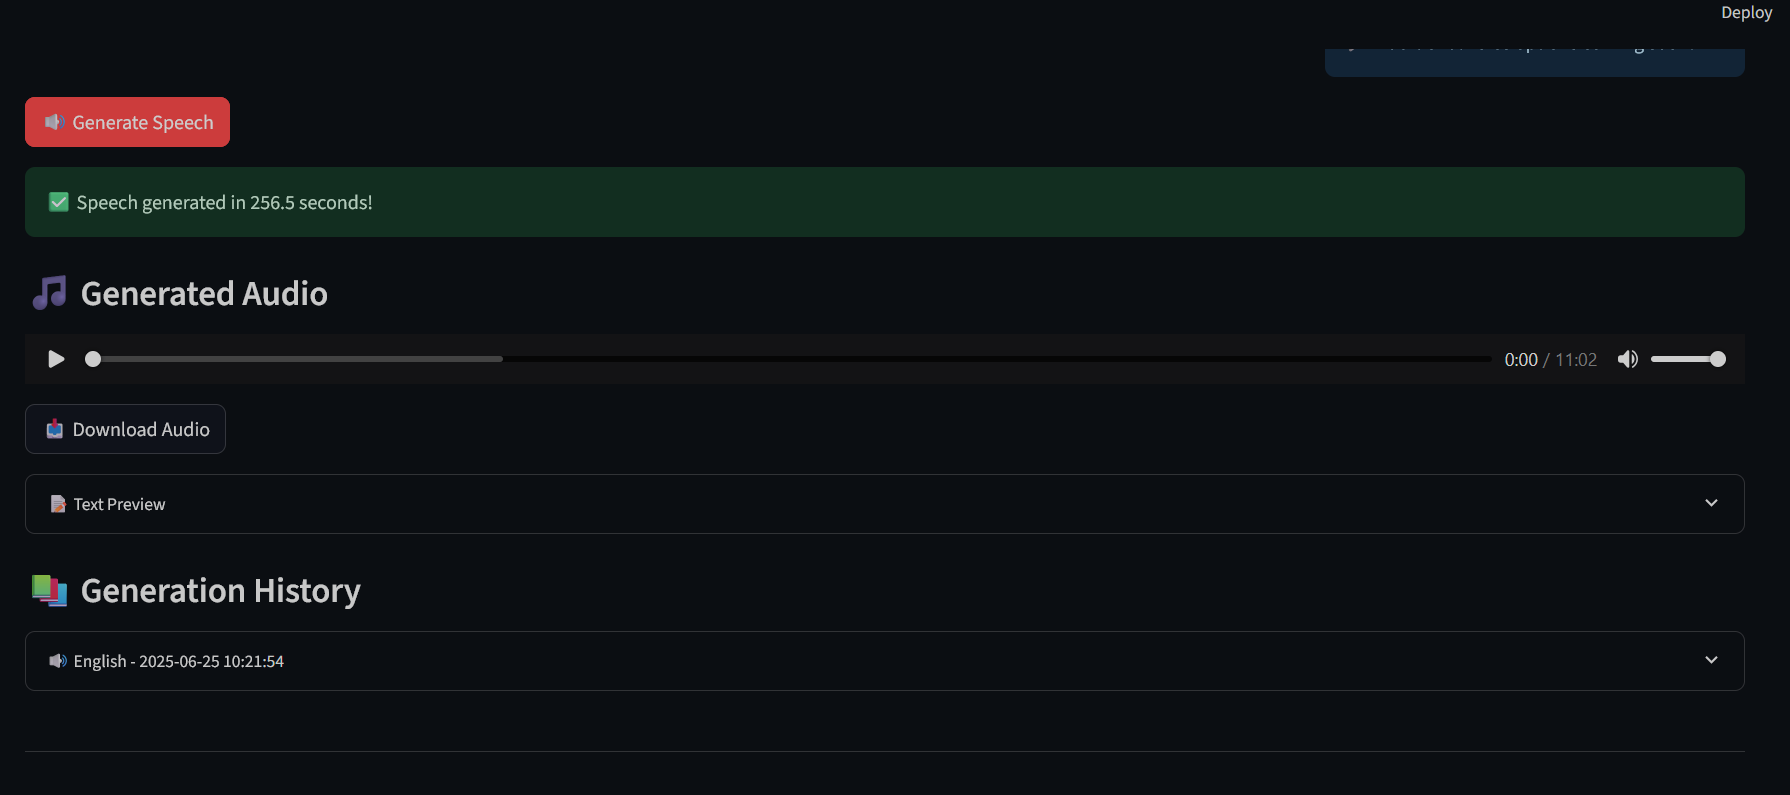 Deploy
Generate Speech
Speech generated in 256.5 seconds!
Generated Audio
0:00 / 11:02
Download Audio
Text Preview
Generation History
English - 2025-06-25 10:21:54